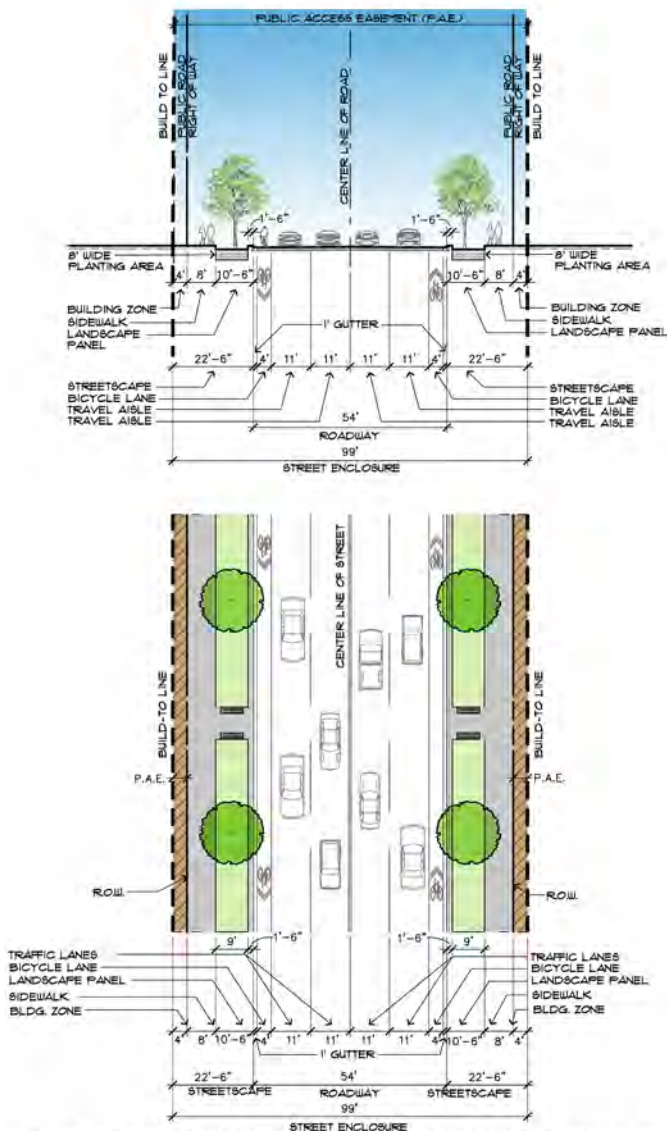 PUBLIC ACCESS EASEMENT (P.A.E.)
BUILD TO LINE
PUBLIC ROAD
RIGHT OF WAY
CENTER LINE OF ROAD
PUBLIC ROAD
RIGHT OF WAY
BUILD TO LINE
1'-6"
1'-6"
8' WIDE
PLANTING AREA
8' WIDE
PLANTING AREA
4' 8' 10'-6"
10'-6" 8' 4'
BUILDING ZONE
SIDEWALK
LANDSCAPE
PANEL
1' GUTTER
BUILDING ZONE
SIDEWALK
LANDSCAPE
PANEL
22'-6" 4' 11' 11' 11' 11' 4' 22'-6"
STREETSCAPE
BICYCLE LANE
TRAVEL AISLE
TRAVEL AISLE
STREETSCAPE
BICYCLE LANE
TRAVEL AISLE
TRAVEL AISLE
54'
ROADWAY
99'
STREET ENCLOSURE
CENTER LINE OF STREET
BUILD-TO LINE
BUILD-TO LINE
P.A.E.
P.A.E.
R.O.W.
R.O.W.
9' 1'-6"
1'-6" 9'
TRAFFIC LANES
BICYCLE LANE
LANDSCAPE PANEL
SIDEWALK
BLDG. ZONE
TRAFFIC LANES
BICYCLE LANE
LANDSCAPE PANEL
SIDEWALK
BLDG. ZONE
4' 8' 10'-6" 4' 11' 11' 11' 11' 4' 10'-6" 8' 4'
1' GUTTER
22'-6" 54' 22'-6"
STREETSCAPE ROADWAY STREETSCAPE
99'
STREET ENCLOSURE